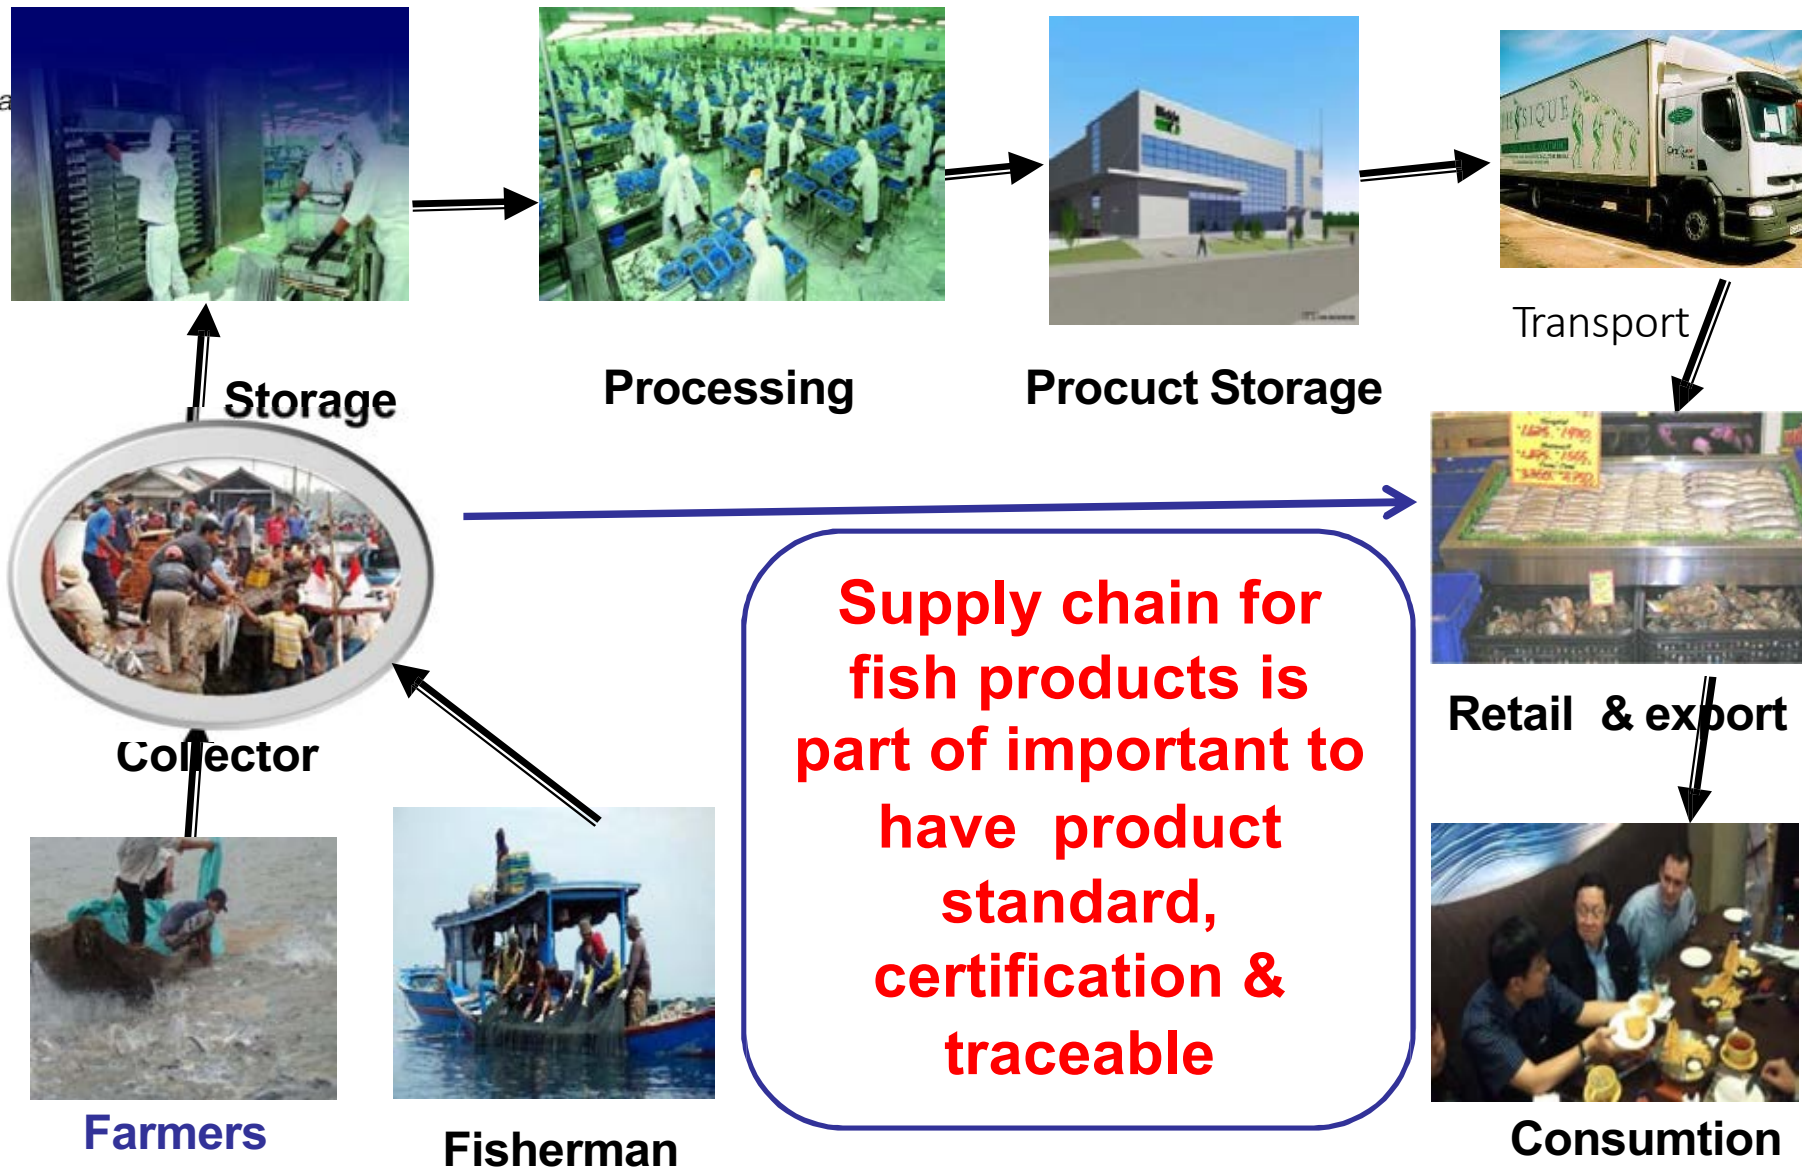 a
SIQUE
Transport
Storage
Processing
Procuct Storage
Supply chain for
fish products is
part of important to
have product
standard,
certification &
traceable
Retail & export
Collector
Farmers
Fisherman
Consumtion